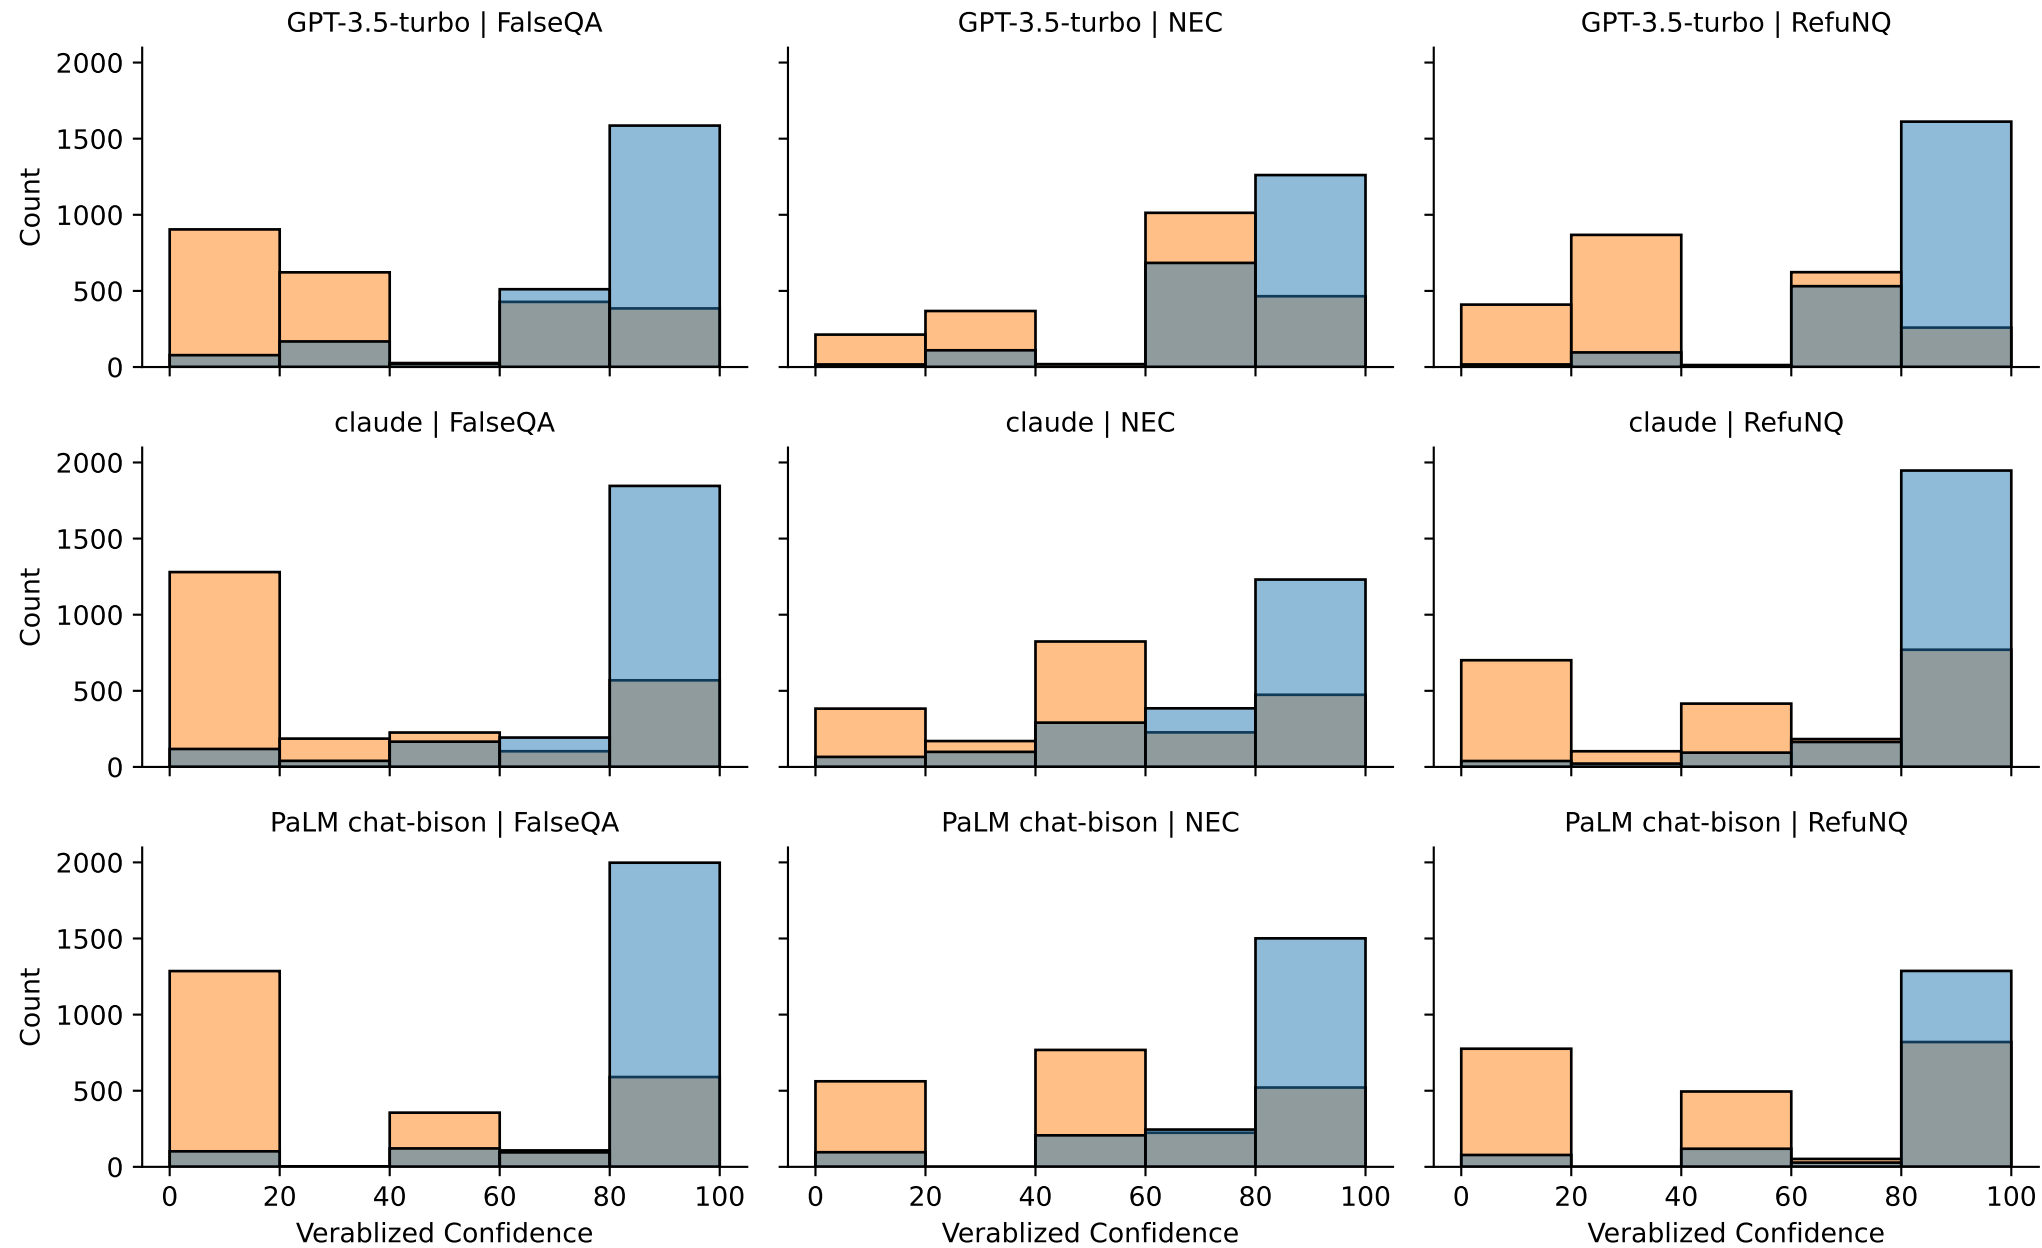 GPT-3.5-turbo | FalseQA
GPT-3.5-turbo | NEC
GPT-3.5-turbo | RefuNQ
2000
1500
1000
500
0
Count
claude | FalseQA
claude | NEC
claude | RefuNQ
2000
1500
1000
500
0
Count
PaLM chat-bison | FalseQA
PaLM chat-bison | NEC
PaLM chat-bison | RefuNQ
2000
1500
1000
500
0
Count
0 20 40 60 80 100
0 20 40 60 80 100
0 20 40 60 80 100
Verablized Confidence
Verablized Confidence
Verablized Confidence